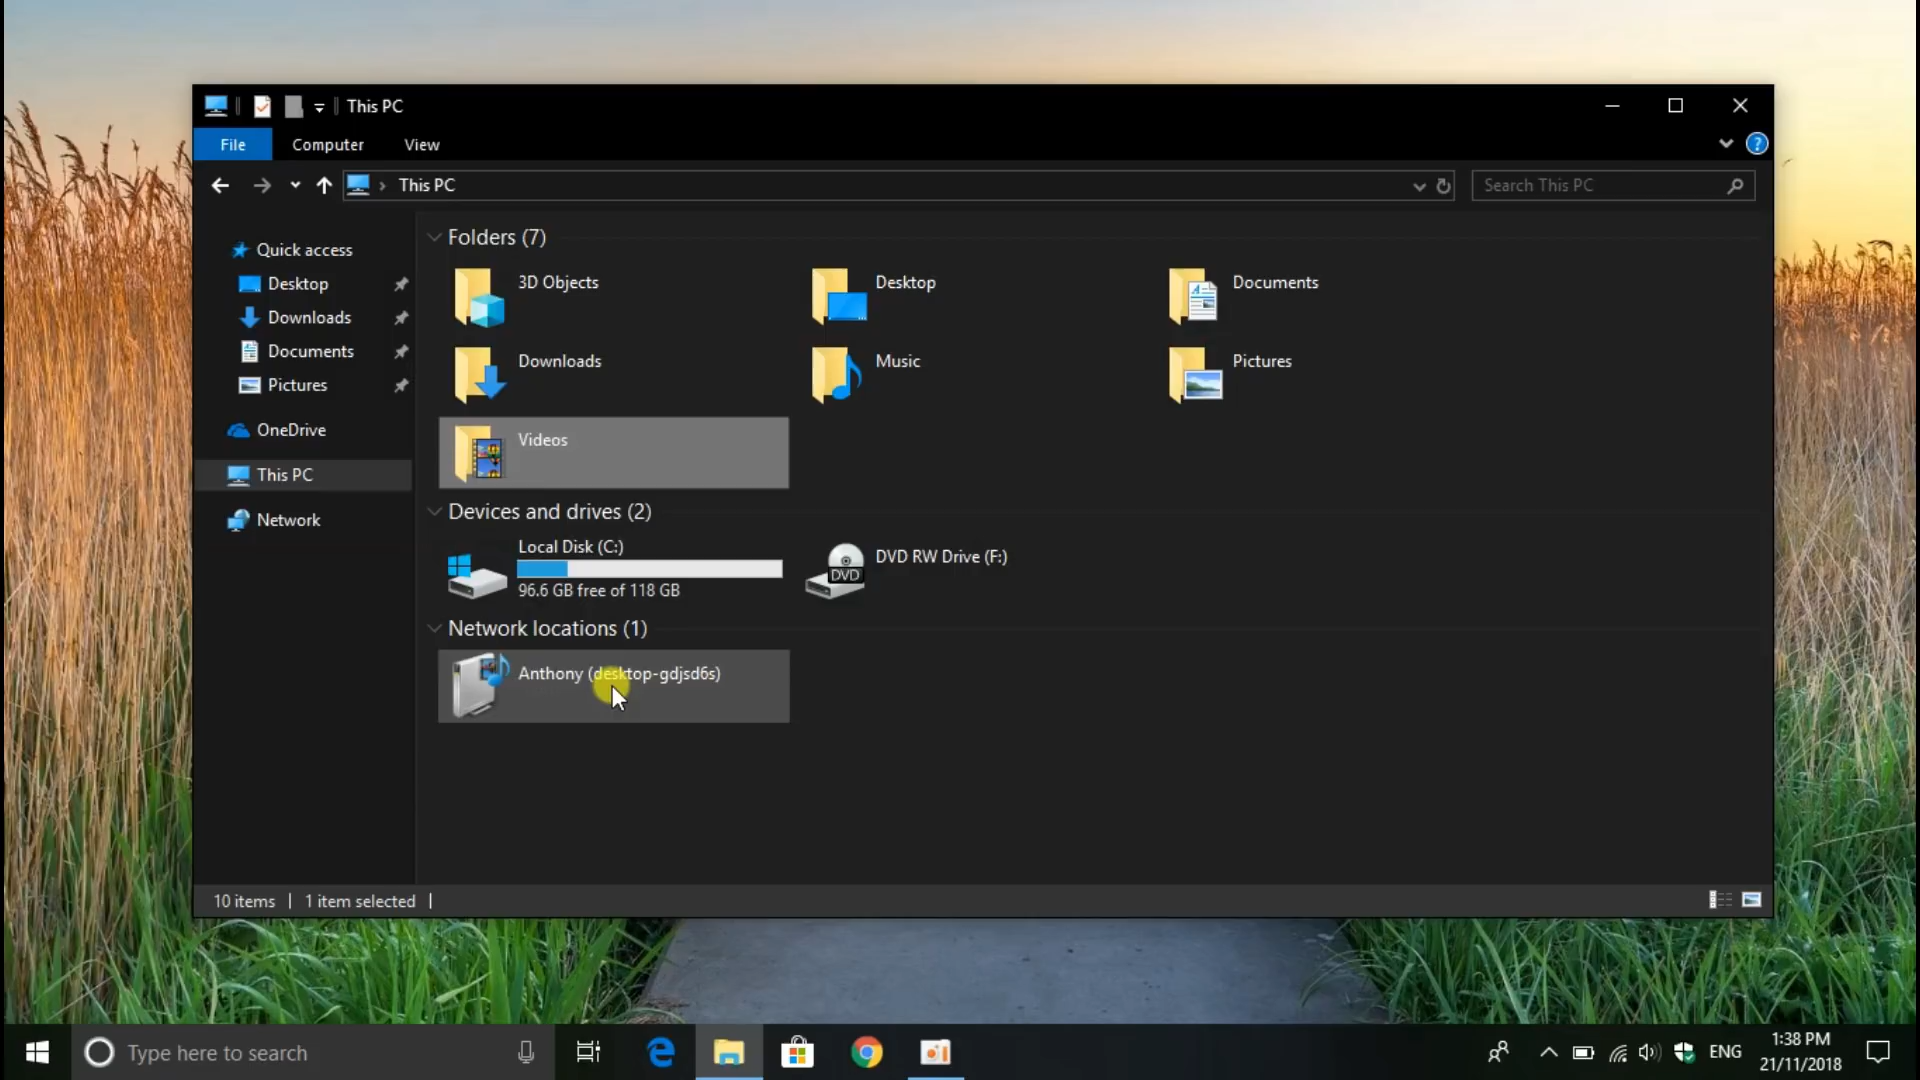 This PC
File Computer View
This PC
Search This PC
Quick access
Desktop
Downloads
Documents
Pictures
OneDrive
This PC
Network
Folders (7)
3D Objects
Desktop
Documents
Downloads
Music
Pictures
Videos
Devices and drives (2)
Local Disk (C:)
96.6 GB free of 118 GB
DVD
DVD RW Drive (F:)
Network locations (1)
Anthony (desktop-gdjsd6s)
10 items 1 item selected
Type here to search
ENG
1:38 PM
21/11/2018